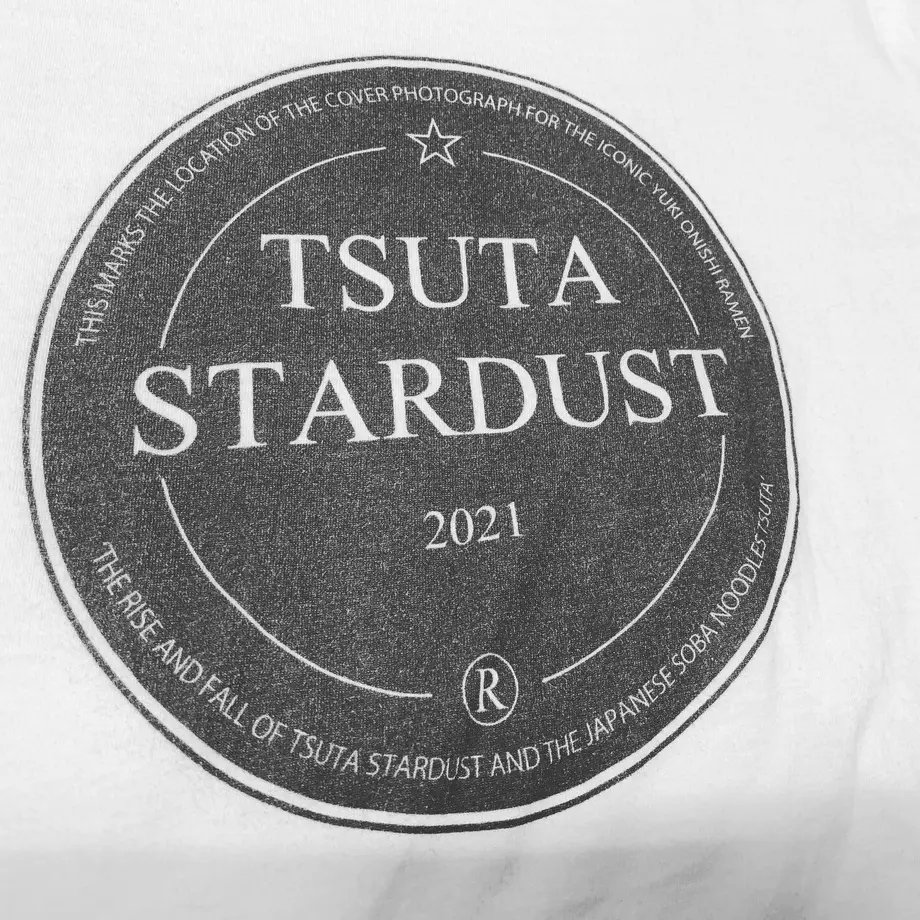 THIS MARKS THE LOCATION OF THE COVER PHOTOGRAPH FOR THE ICONIC YUKI ONISHI RAMEN
TSUTA
STARDUST
2021
R
THE RISE AND FALL OF TSUTA STARDUST AND THE JAPANESE SOBA NOODLES TSUTA